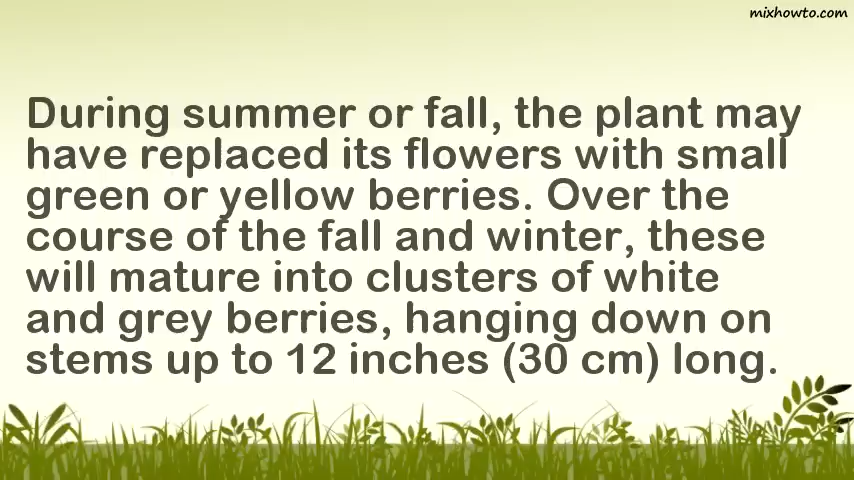 mixhowto.com
During summer or fall, the plant may
have replaced its flowers with small
green or yellow berries. Over the
course of the fall and winter, these
will mature into clusters of white
and grey berries, hanging down on
stems up to 12 inches (30 cm) long.